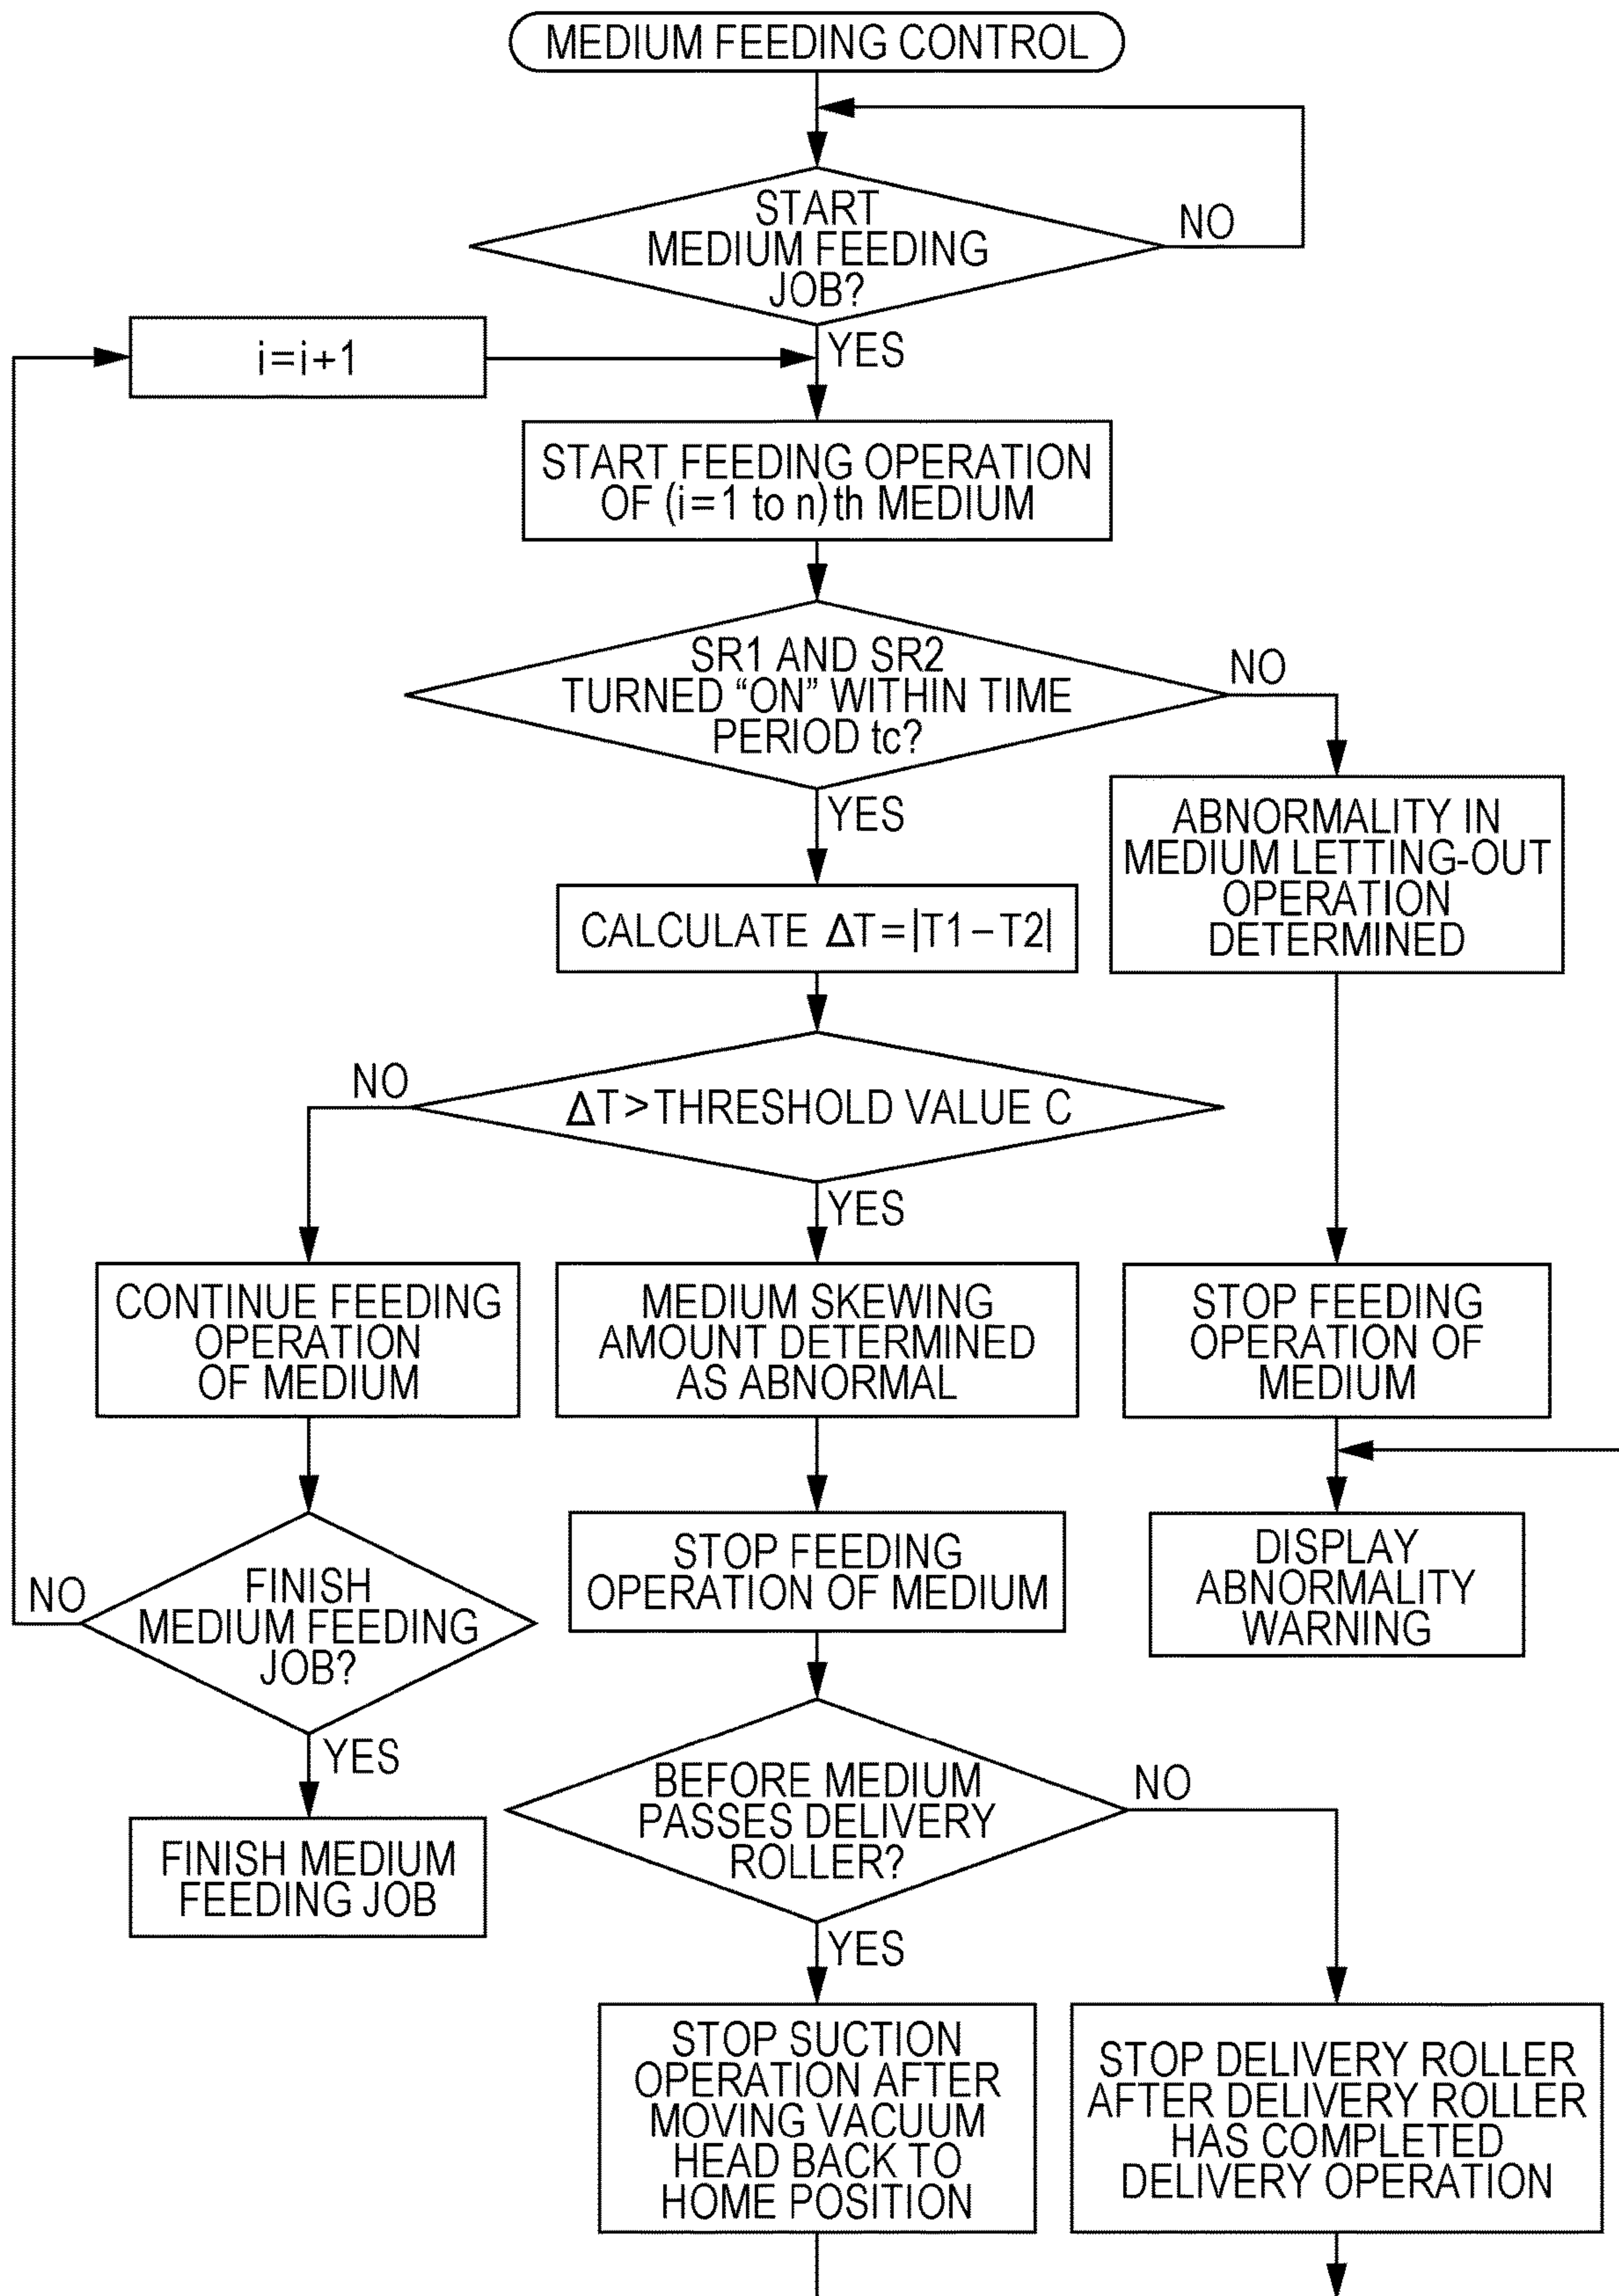 MEDIUM FEEDING CONTROL
START
MEDIUM FEEDING
JOB?
NO
YES
i=i+1
START FEEDING OPERATION
OF (i=1 to n)th MEDIUM
SR1 AND SR2
TURNED “ON” WITHIN TIME
PERIOD tc?
NO
YES
ABNORMALITY IN
MEDIUM LETTING-OUT
OPERATION
DETERMINED
CALCULATE ΔT=|T1–T2|
ΔT>THRESHOLD VALUE C
NO
YES
CONTINUE FEEDING
OPERATION
OF MEDIUM
MEDIUM SKEWING
AMOUNT DETERMINED
AS ABNORMAL
STOP FEEDING
OPERATION OF
MEDIUM
STOP FEEDING
OPERATION OF MEDIUM
DISPLAY
ABNORMALITY
WARNING
FINISH
MEDIUM FEEDING
JOB?
NO
YES
FINISH MEDIUM
FEEDING JOB
BEFORE MEDIUM
PASSES DELIVERY
ROLLER?
NO
YES
STOP SUCTION
OPERATION AFTER
MOVING VACUUM
HEAD BACK TO
HOME POSITION
STOP DELIVERY ROLLER
AFTER DELIVERY ROLLER
HAS COMPLETED
DELIVERY OPERATION